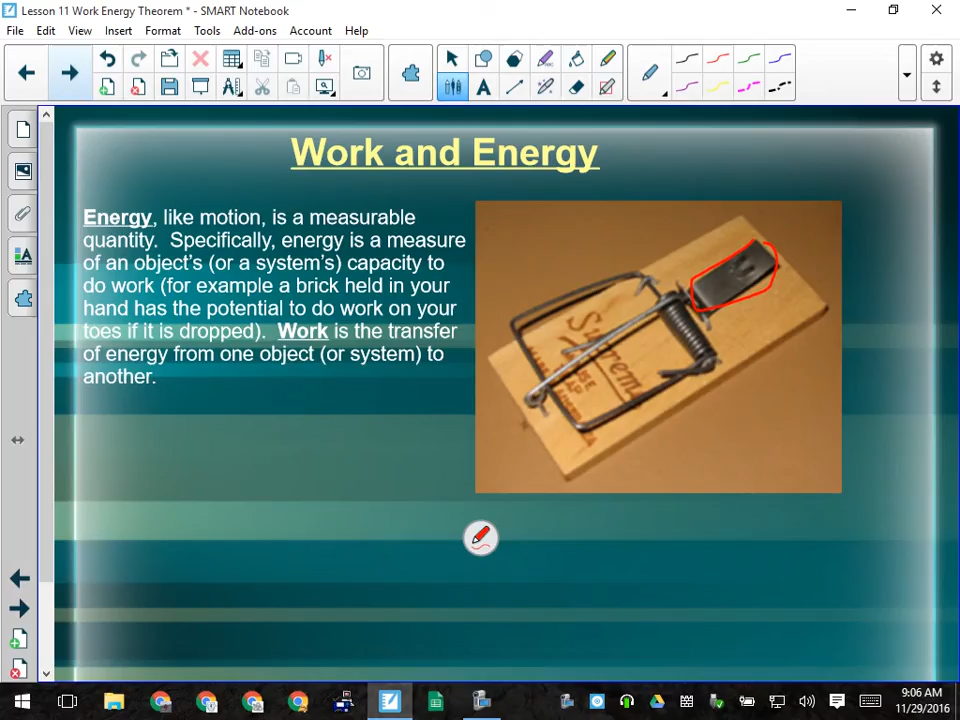 Lesson 11 Work Energy Theorem * - SMART Notebook
File Edit View Insert Format Tools Add-ons Account Help
Work and Energy
Energy, like motion, is a measurable
quantity. Specifically, energy is a measure
of an object's (or a system's) capacity to
do work (for example a brick held in your
hand has the potential to do work on your
toes if it is dropped). Work is the transfer
of energy from one object (or system) to
another.
Supreme
MOUSE
TRAP
9:06 AM
11/29/2016